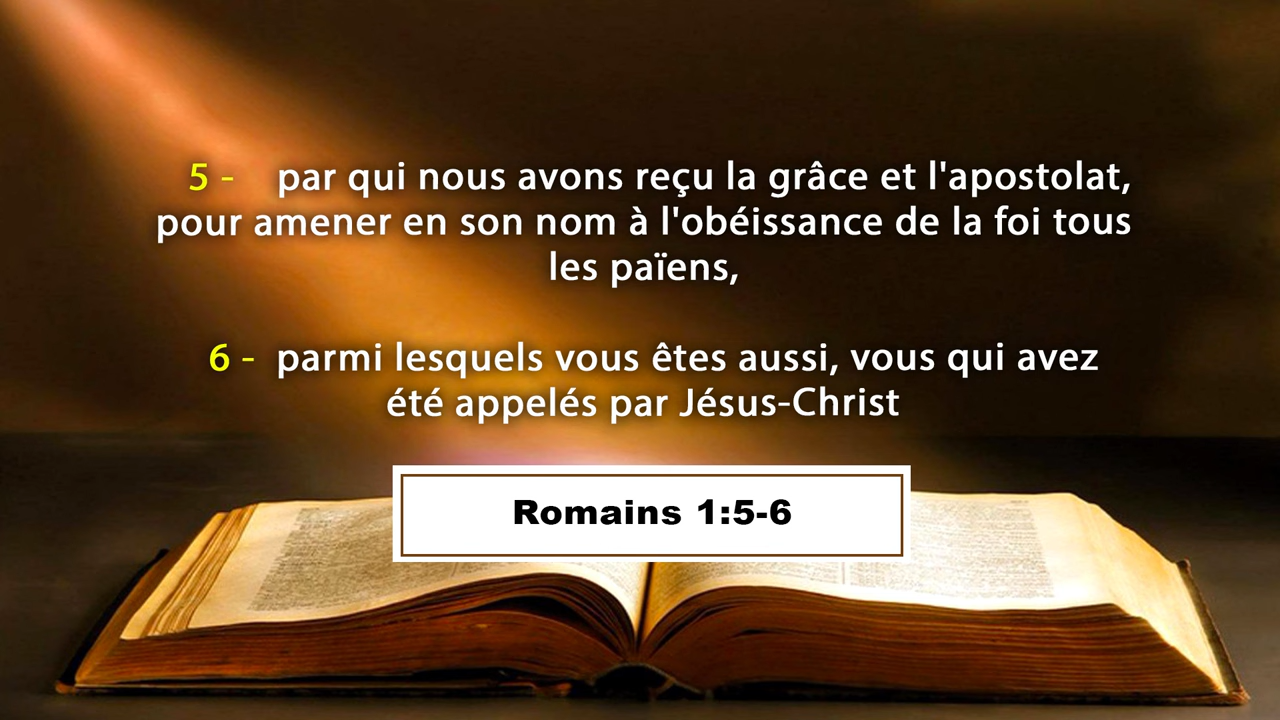 5 - par qui nous avons reçu la grâce et l'apostolat,
pour amener en son nom à l'obéissance de la foi tous
les païens,
6 - parmi lesquels vous êtes aussi, vous qui avez
été appelés par Jésus-Christ
Romains 1:5-6